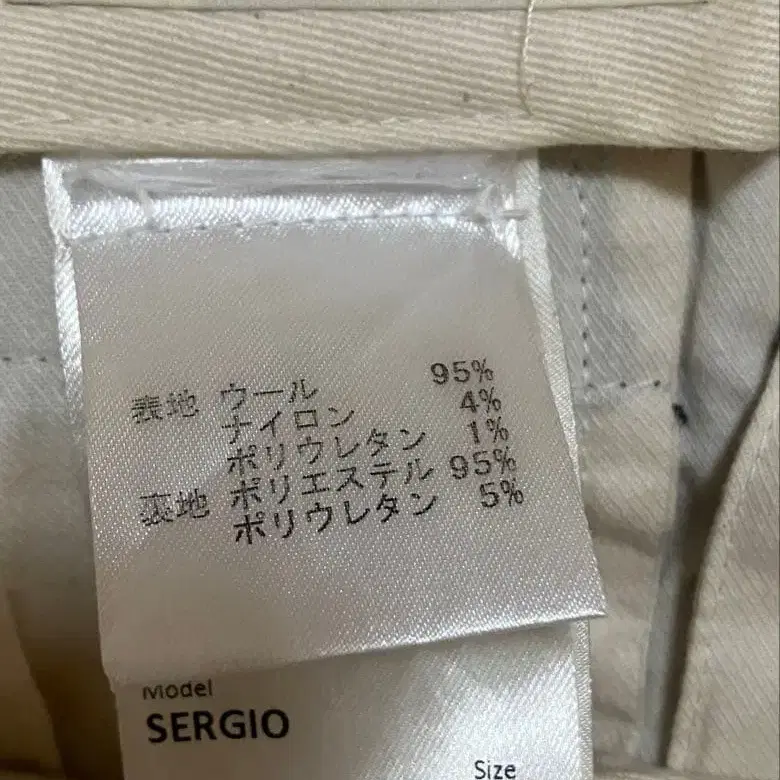 表地 ウール 95%
ナイロン 4%
ポリウレタン 1%
裏地 ポリエステル 95%
ポリウレタン 5%
Model
SERGIO
Size